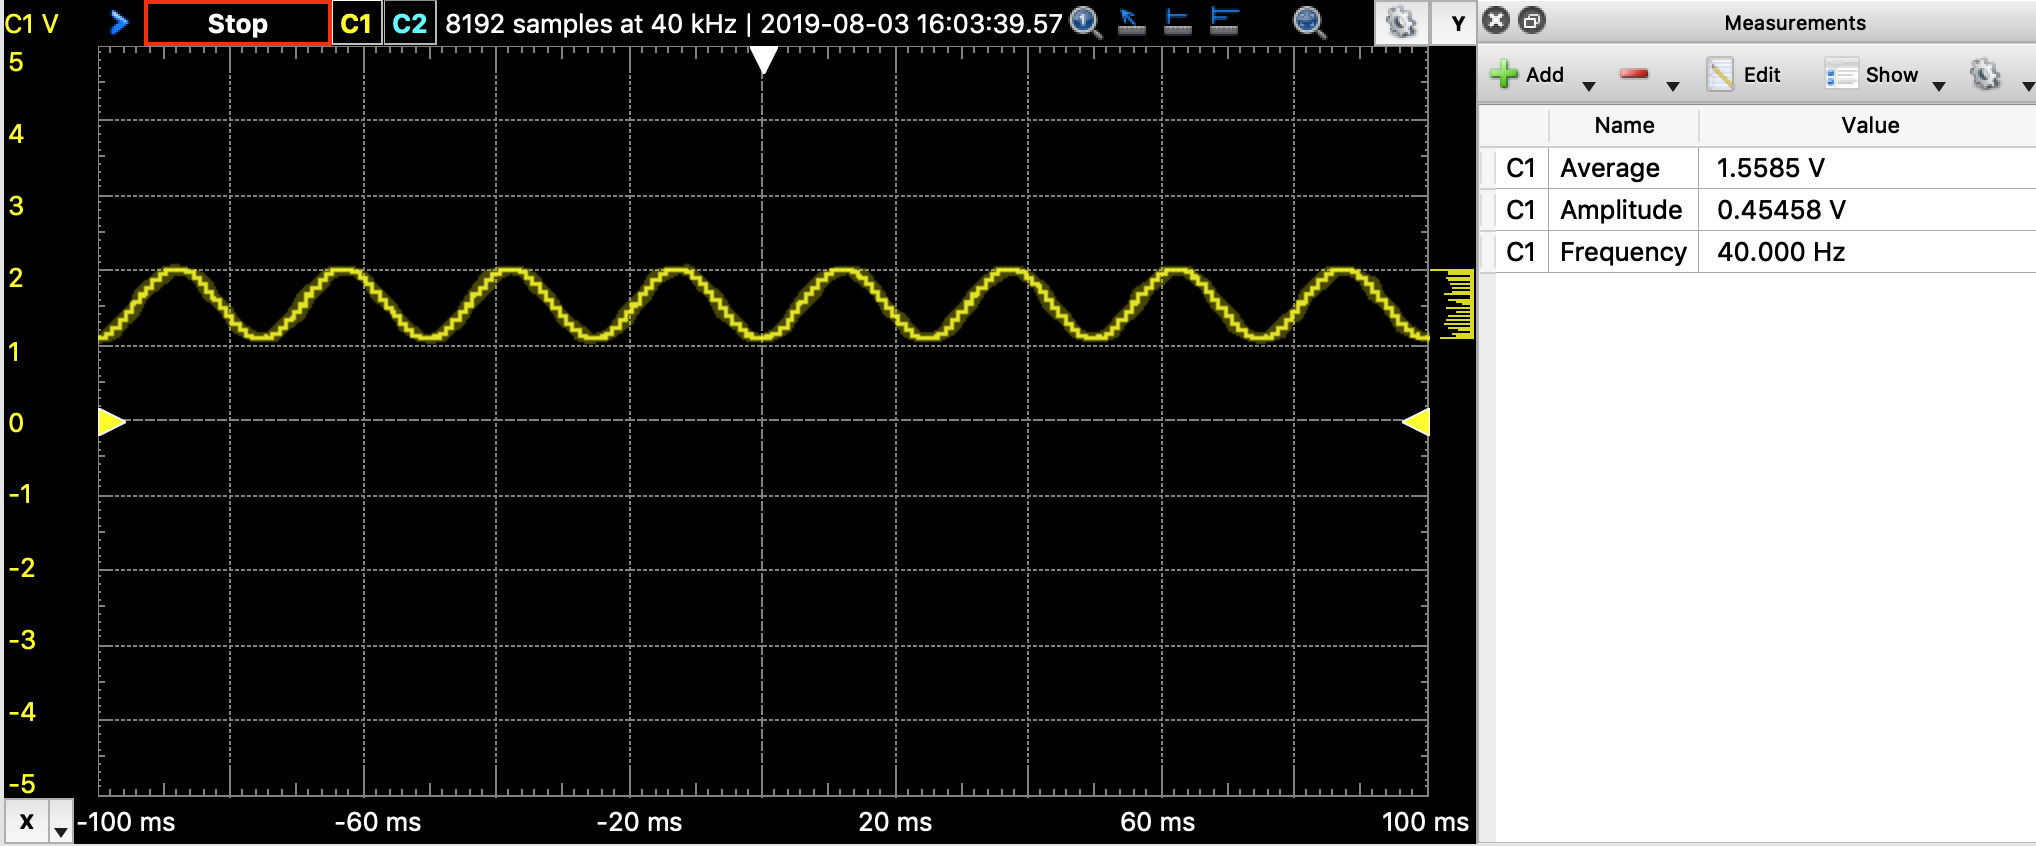 C1 V Stop C1 C2 8192 samples at 40 kHz | 2019-08-03 16:03:39.57 Y
5
4
3
2
1
0
-1
-2
-3
-4
-5
X -100 ms -60 ms -20 ms 20 ms 60 ms 100 ms
Measurements
Add Edit Show
Name Value
C1 Average 1.5585 V
C1 Amplitude 0.45458 V
C1 Frequency 40.000 Hz